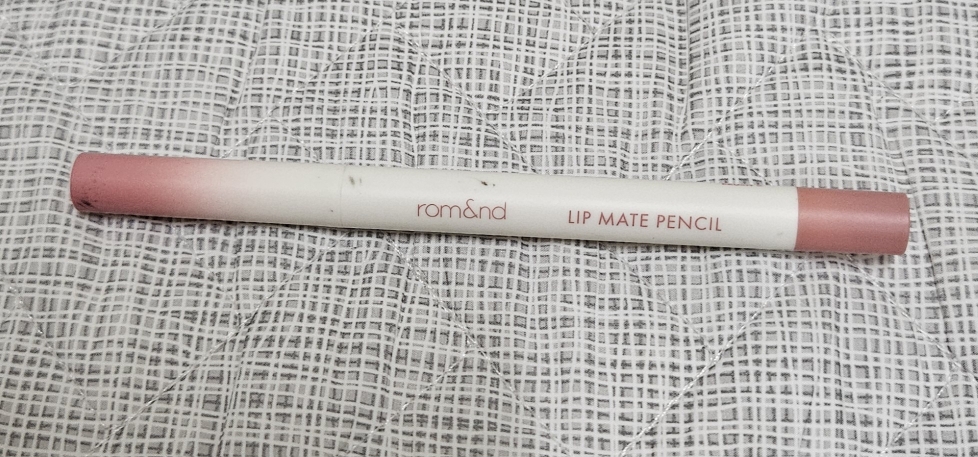 rom&nd LIP MATE PENCIL